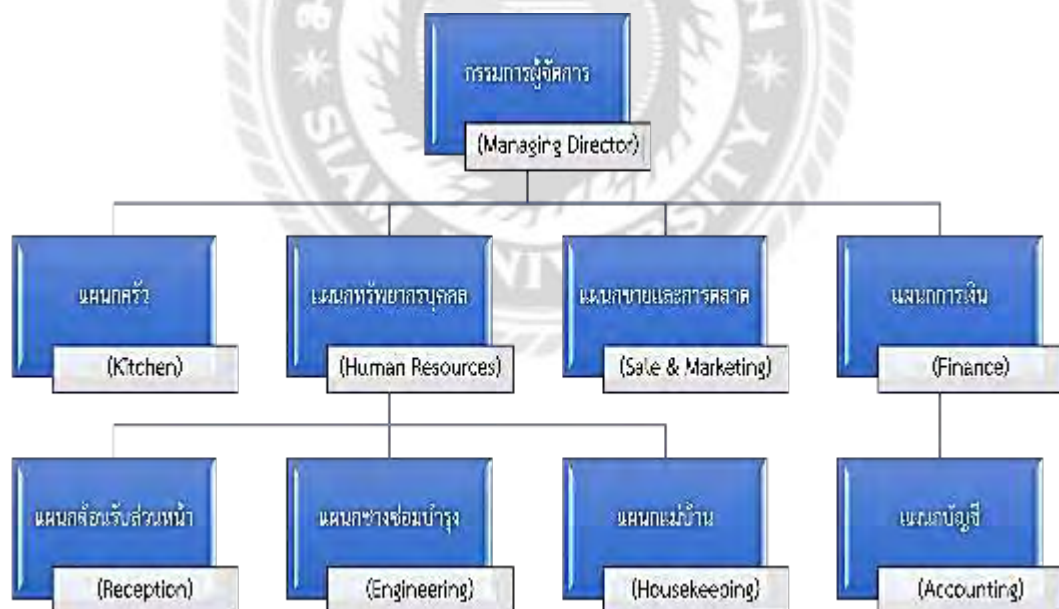 กรรมการผู้จัดการ
(Managing Director)
แผนกครัว
(Kitchen)
แผนกทรัพยากรบุคคล
(Human Resources)
แผนกขายและการตลาด
(Sale & Marketing)
แผนกการเงิน
(Finance)
แผนกต้อนรับส่วนหน้า
(Reception)
แผนกช่างซ่อมบำรุง
(Engineering)
แผนกแม่บ้าน
(Housekeeping)
แผนกบัญชี
(Accounting)
SIAM UNIVERSITY